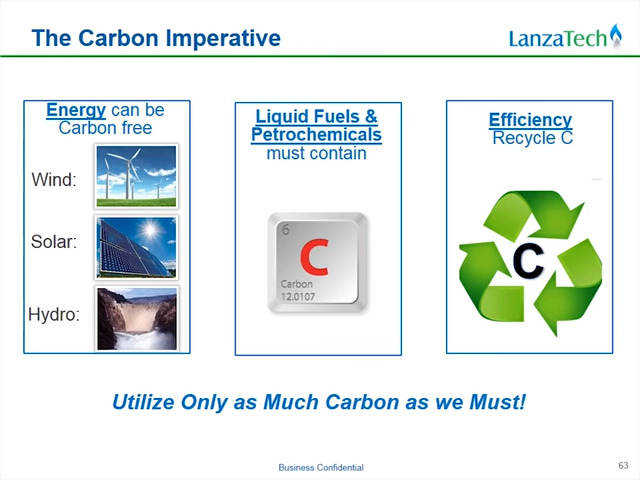 The Carbon Imperative
LanzaTech
Energy can be
Carbon free
Wind:
Solar:
Hydro:
Liquid Fuels &
Petrochemicals
must contain
6
C
Carbon
12.0107
Efficiency
Recycle C
C
Utilize Only as Much Carbon as we Must!
Business Confidential
63